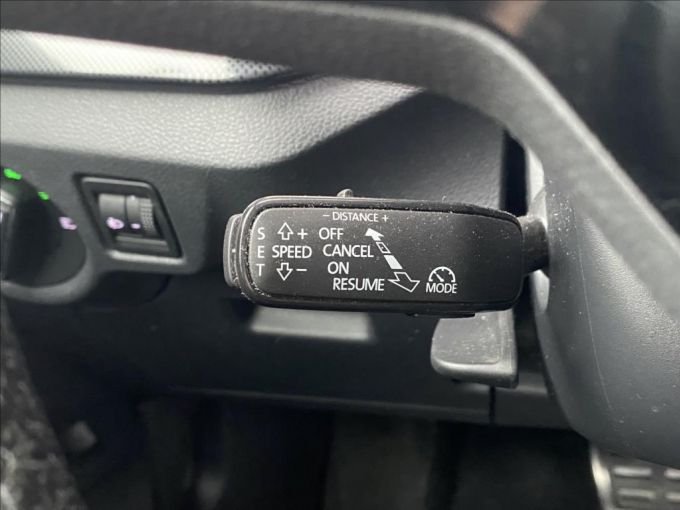 - DISTANCE +
S + OFF
E SPEED CANCEL
T - ON
RESUME
MODE